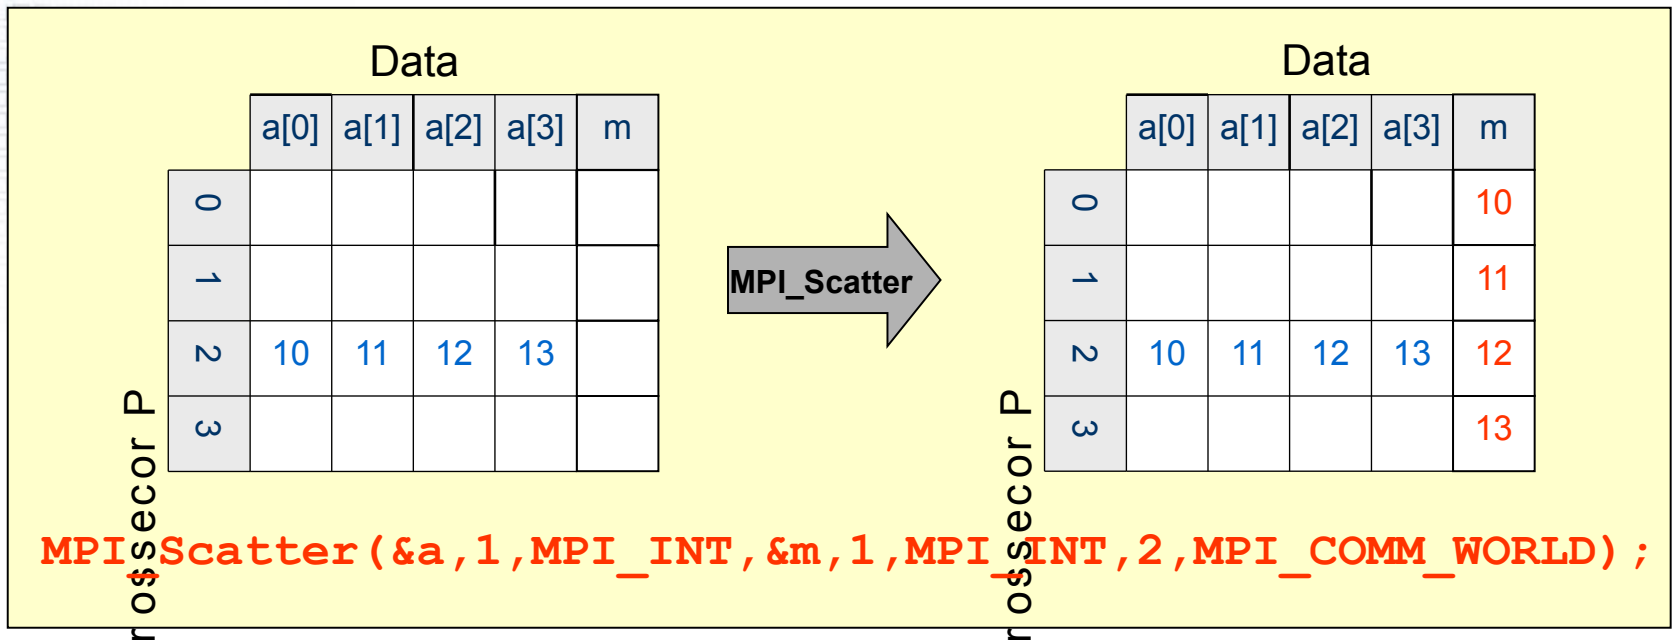 Data
a[0] a[1] a[2] a[3] m
0
1
2 10 11 12 13
3
rossecor P
MPI_Scatter
Data
a[0] a[1] a[2] a[3] m
0 10
1 11
2 10 11 12 13 12
3 13
rossecor P
MPI_Scatter(&a,1,MPI_INT,&m,1,MPI_INT,2,MPI_COMM_WORLD);